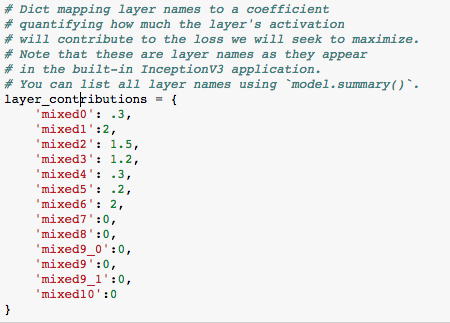 # Dict mapping layer names to a coefficient
# quantifying how much the layer's activation
# will contribute to the loss we will seek to maximize.
# Note that these are layer names as they appear
# in the built-in InceptionV3 application.
# You can list all layer names using `model.summary()`.
layer_contributions = {
    'mixed0': .3,
    'mixed1':2,
    'mixed2': 1.5,
    'mixed3': 1.2,
    'mixed4': .3,
    'mixed5': .2,
    'mixed6': 2,
    'mixed7':0,
    'mixed8':0,
    'mixed9_0':0,
    'mixed9':0,
    'mixed9_1':0,
    'mixed10':0
}